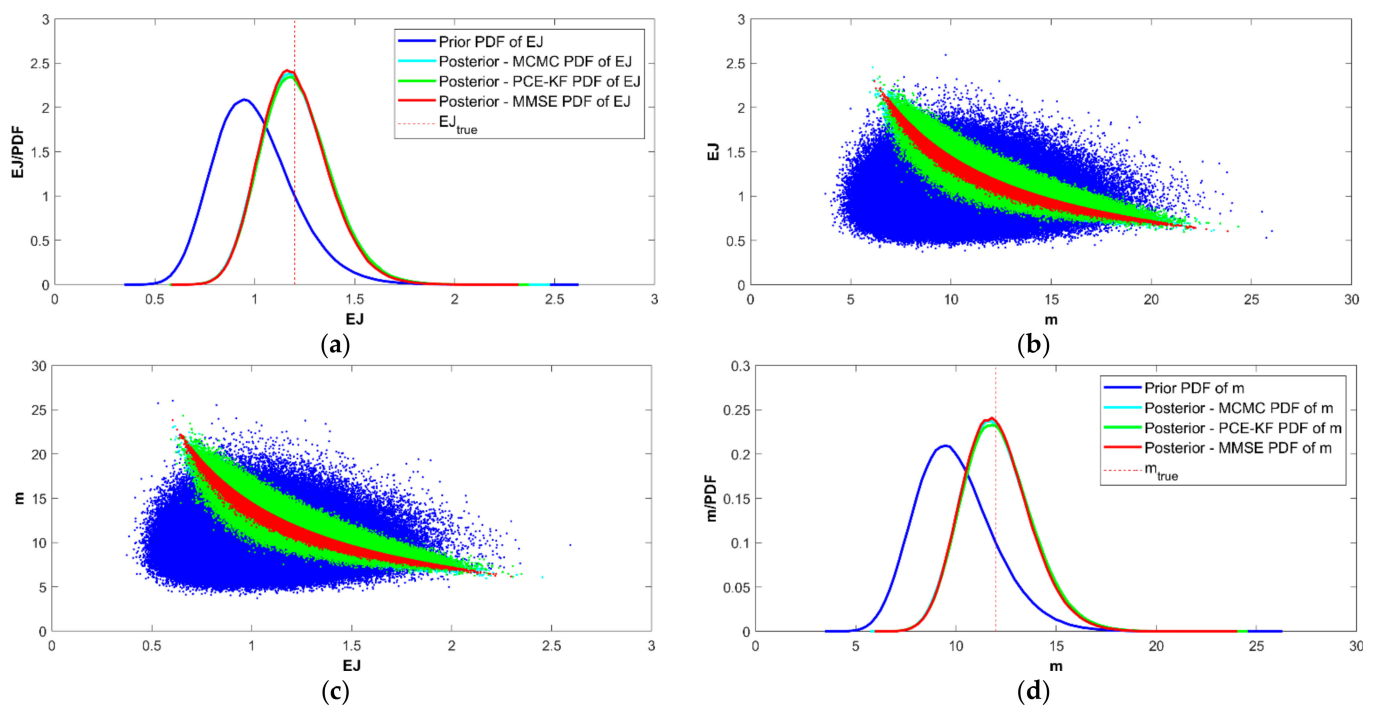 3
2.5
2
1.5
1
0.5
0
EJ/PDF
Prior PDF of EJ
Posterior - MCMC PDF of EJ
Posterior - PCE-KF PDF of EJ
Posterior - MMSE PDF of EJ
EJtrue
0 0.5 1 1.5 2 2.5 3
EJ
(a)
3
2.5
2
1.5
1
0.5
0
EJ
0 5 10 15 20 25 30
m
(b)
30
25
20
15
10
5
0
m
0 0.5 1 1.5 2 2.5 3
EJ
(c)
0.3
0.25
0.2
0.15
0.1
0.05
0
m/PDF
Prior PDF of m
Posterior - MCMC PDF of m
Posterior - PCE-KF PDF of m
Posterior - MMSE PDF of m
mtrue
0 5 10 15 20 25 30
m
(d)